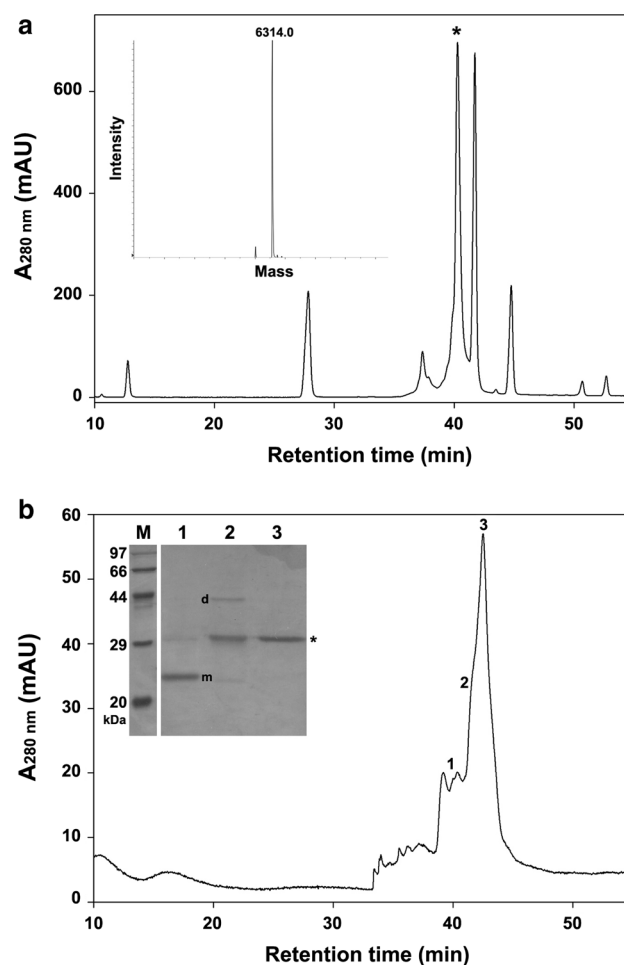 a
6314.0
*
600
400
200
0
A280 nm (mAU)
Intensity
Mass
10 20 30 40 50
Retention time (min)
b
60
50
40
30
20
10
0
A280 nm (mAU)
M 1 2 3
97
66
44
29
20
kDa
d
m
*
1
2
3
10 20 30 40 50
Retention time (min)